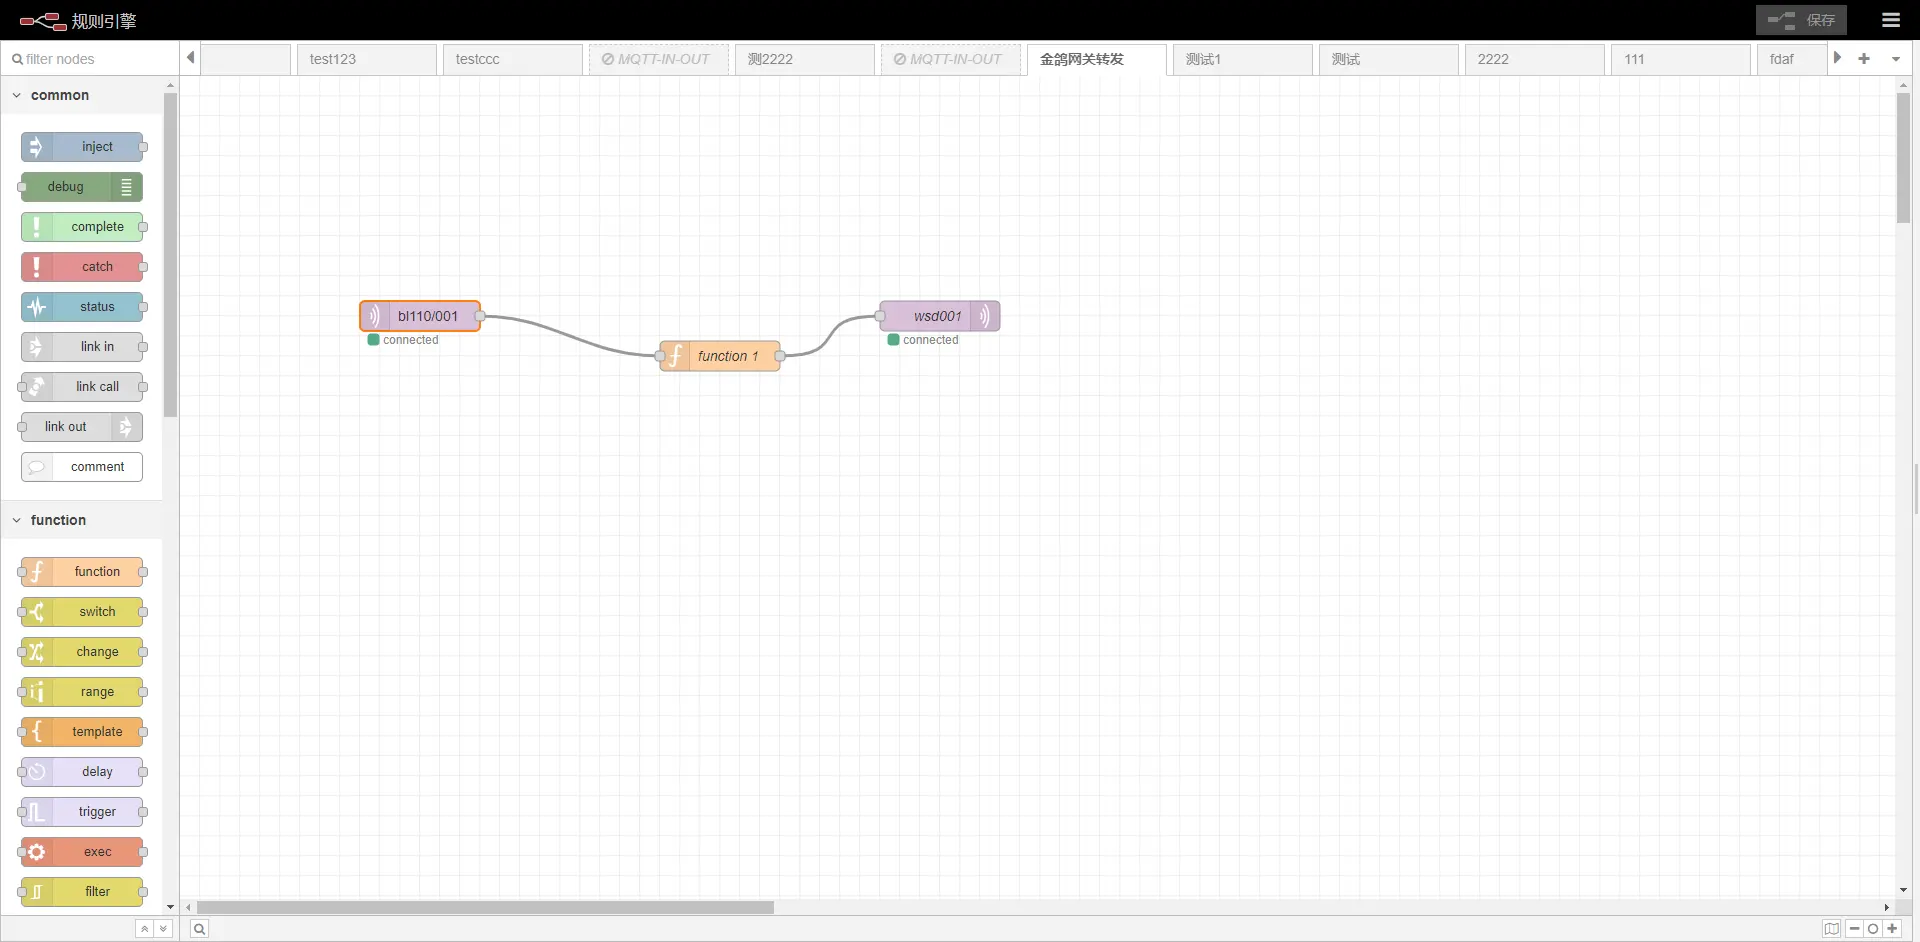 规则引擎
保存
filter nodes
test123
testccc
MQTT-IN-OUT
测2222
MQTT-IN-OUT
金鸽网关转发
测试1
测试
2222
111
fdaf
common
inject
debug
complete
catch
status
link in
link call
link out
comment
function
function
switch
change
range
template
delay
trigger
exec
filter
bl110/001
connected
function 1
wsd001
connected